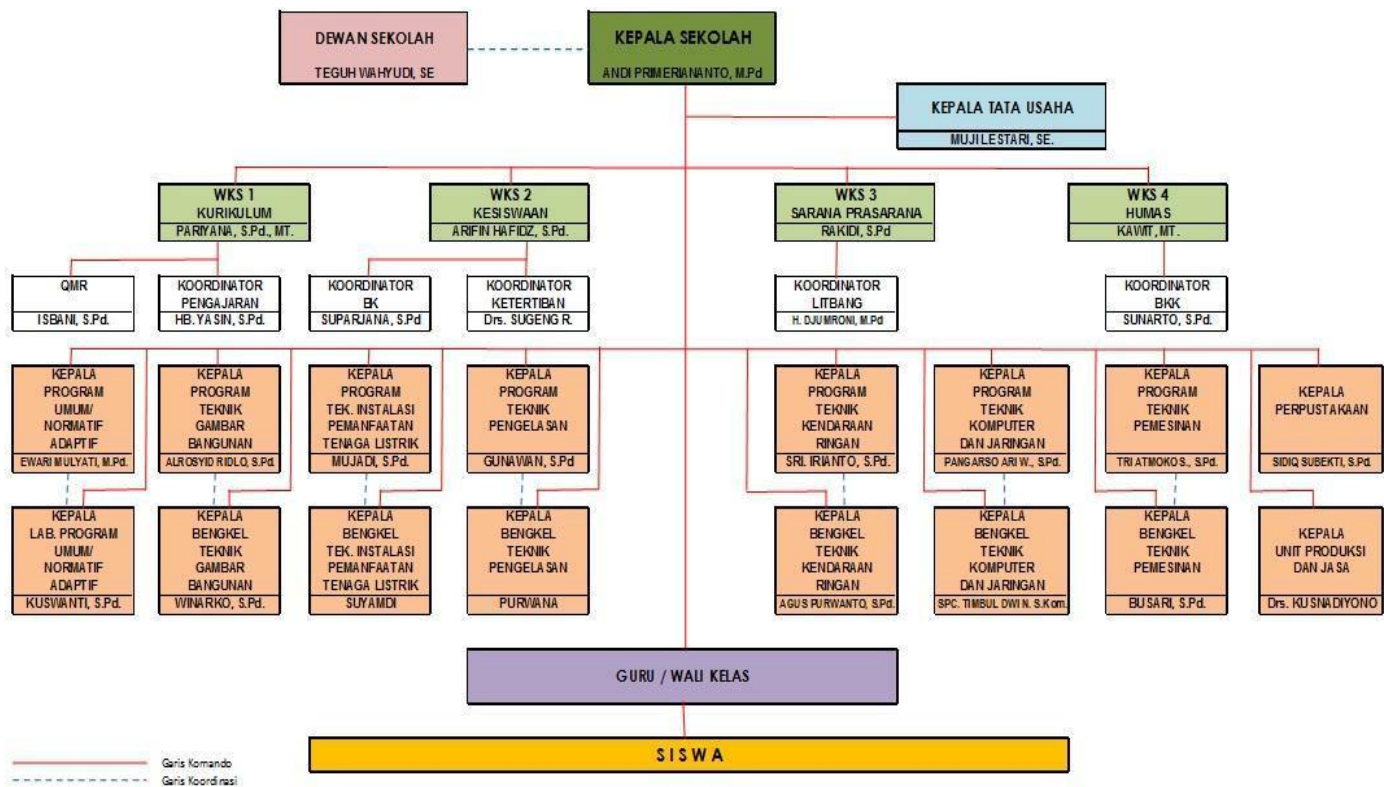 DEWAN SEKOLAH
TEGUH WAHYUDI, SE
KEPALA SEKOLAH
ANDI PRIMERIANANTO, M.Pd
KEPALA TATA USAHA
MUJI LESTARI, SE.
WKS 1
KURIKULUM
PARIYANA, S.Pd., MT.
WKS 2
KESISWAAN
ARIFIN HAFIDZ, S.Pd.
WKS 3
SARANA PRASARANA
RAKIDI, S.Pd
WKS 4
HUMAS
KAWIT, MT.
QMR
ISBANI, S.Pd.
KOORDINATOR
PENGAJARAN
HB. YASIN, S.Pd.
KOORDINATOR
BK
SUPARJANA, S.Pd
KOORDINATOR
KETERTIBAN
Drs. SUGENG R.
KOORDINATOR
LITBANG
H. DJUMRONI, M.Pd
KOORDINATOR
BKK
SUNARTO, S.Pd.
KEPALA
PROGRAM
UMUM/
NORMATIF
ADAPTIF
EWARI MULYATI, M.Pd.
KEPALA
PROGRAM
TEKNIK
GAMBAR
BANGUNAN
ALROSYID RIDLO, S.Pd.
KEPALA
PROGRAM
TEK. INSTALASI
PEMANFAATAN
TENAGA LISTRIK
MUJADI, S.Pd.
KEPALA
PROGRAM
TEKNIK
PENGELASAN
GUNAWAN, S.Pd
KEPALA
PROGRAM
TEKNIK
KENDARAAN
RINGAN
SRI. IRIANTO, S.Pd.
KEPALA
PROGRAM
TEKNIK
KOMPUTER
DAN JARINGAN
PANGARSO ARI W., S.Pd.
KEPALA
PROGRAM
TEKNIK
PEMESINAN
TRI ATMOKO S., S.Pd.
KEPALA
PERPUSTAKAAN
SIDIQ SUBEKTI, S.Pd.
KEPALA
LAB. PROGRAM
UMUM/
NORMATIF
ADAPTIF
KUSWANTI, S.Pd.
KEPALA
BENGKEL
TEKNIK
GAMBAR
BANGUNAN
WINARKO, S.Pd.
KEPALA
BENGKEL
TEK. INSTALASI
PEMANFAATAN
TENAGA LISTRIK
SUYAMDI
KEPALA
BENGKEL
TEKNIK
PENGELASAN
PURWANA
KEPALA
BENGKEL
TEKNIK
KENDARAAN
RINGAN
AGUS PURWANTO, S.Pd.
KEPALA
BENGKEL
TEKNIK
KOMPUTER
DAN JARINGAN
SPC. TIMBUL DWI N. S.Kom.
KEPALA
BENGKEL
TEKNIK
PEMESINAN
BUSARI, S.Pd.
KEPALA
UNIT PRODUKSI
DAN JASA
Drs. KUSNADIYONO
GURU / WALI KELAS
SISWA
Garis Komando
Garis Koordinasi